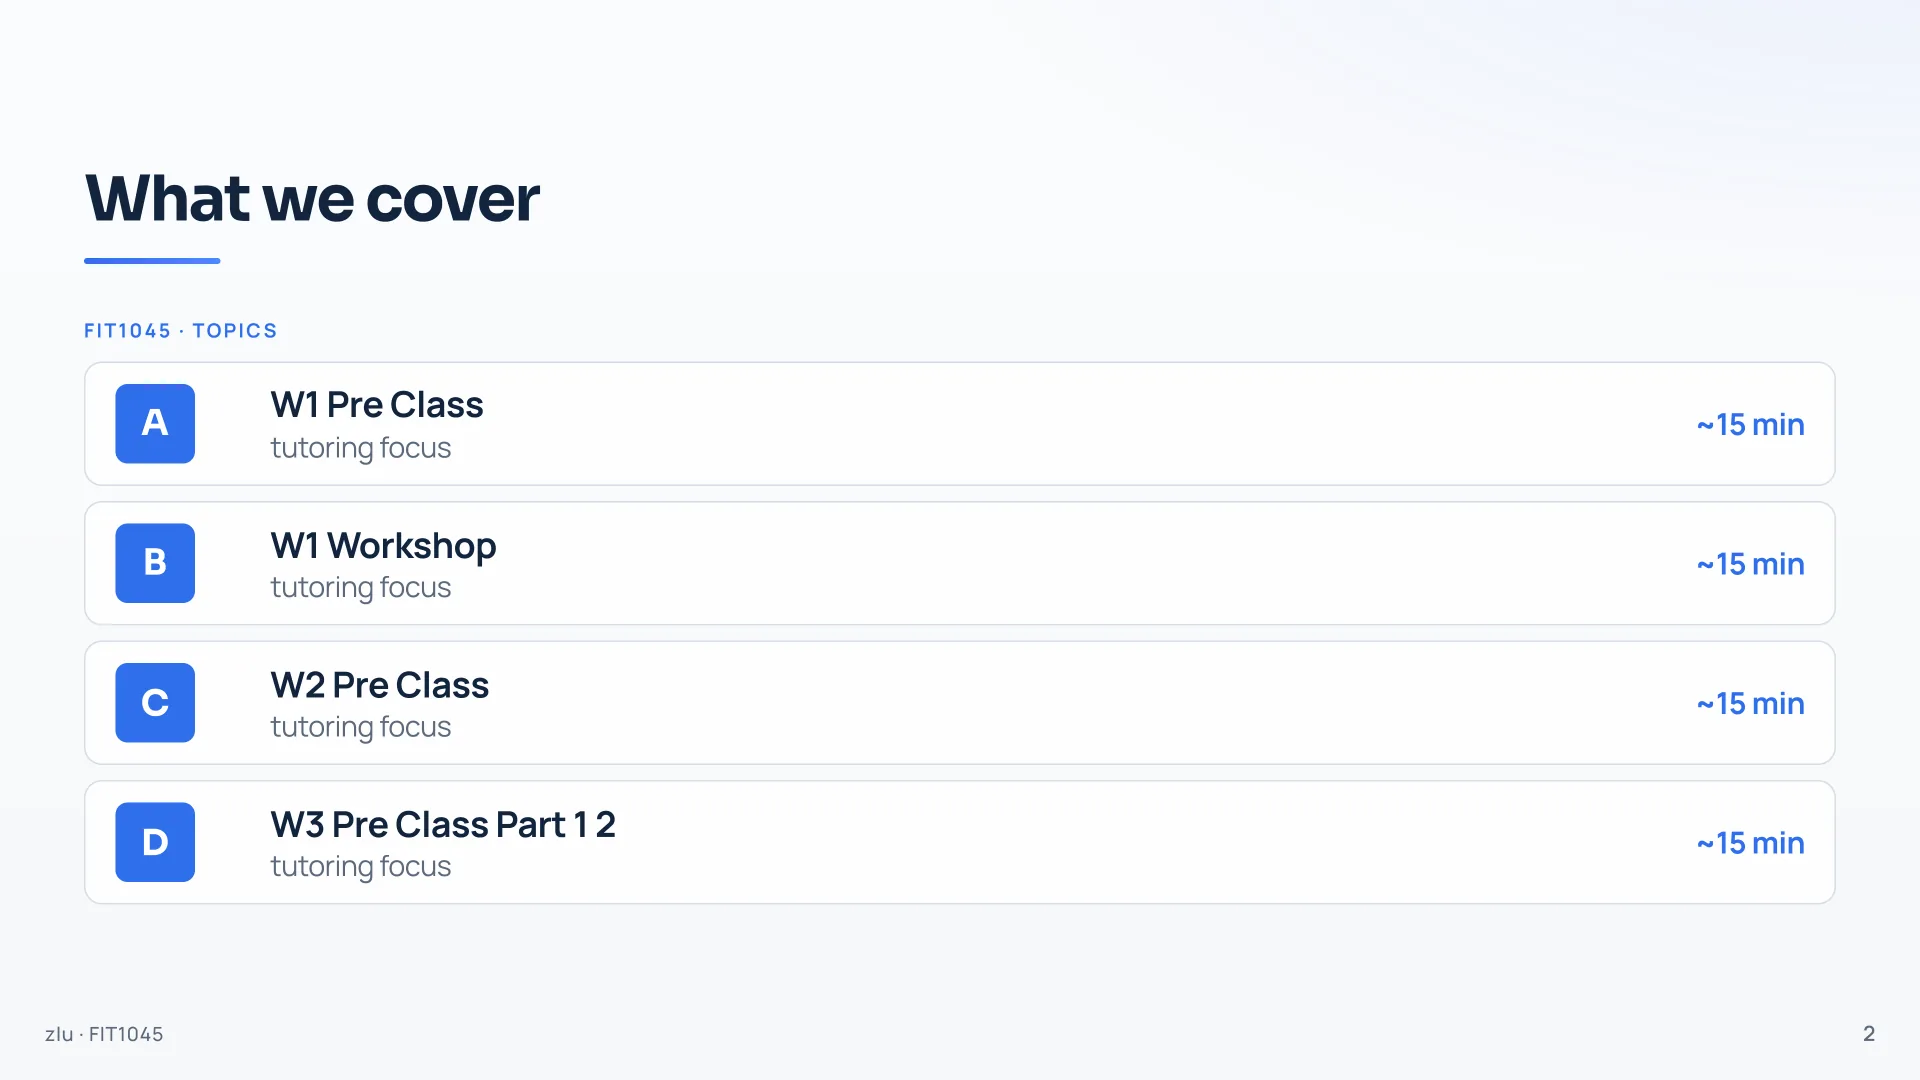 What we cover
FIT1045 · TOPICS
A
W1 Pre Class
tutoring focus
~15 min
B
W1 Workshop
tutoring focus
~15 min
C
W2 Pre Class
tutoring focus
~15 min
D
W3 Pre Class Part 1 2
tutoring focus
~15 min
zlu · FIT1045
2